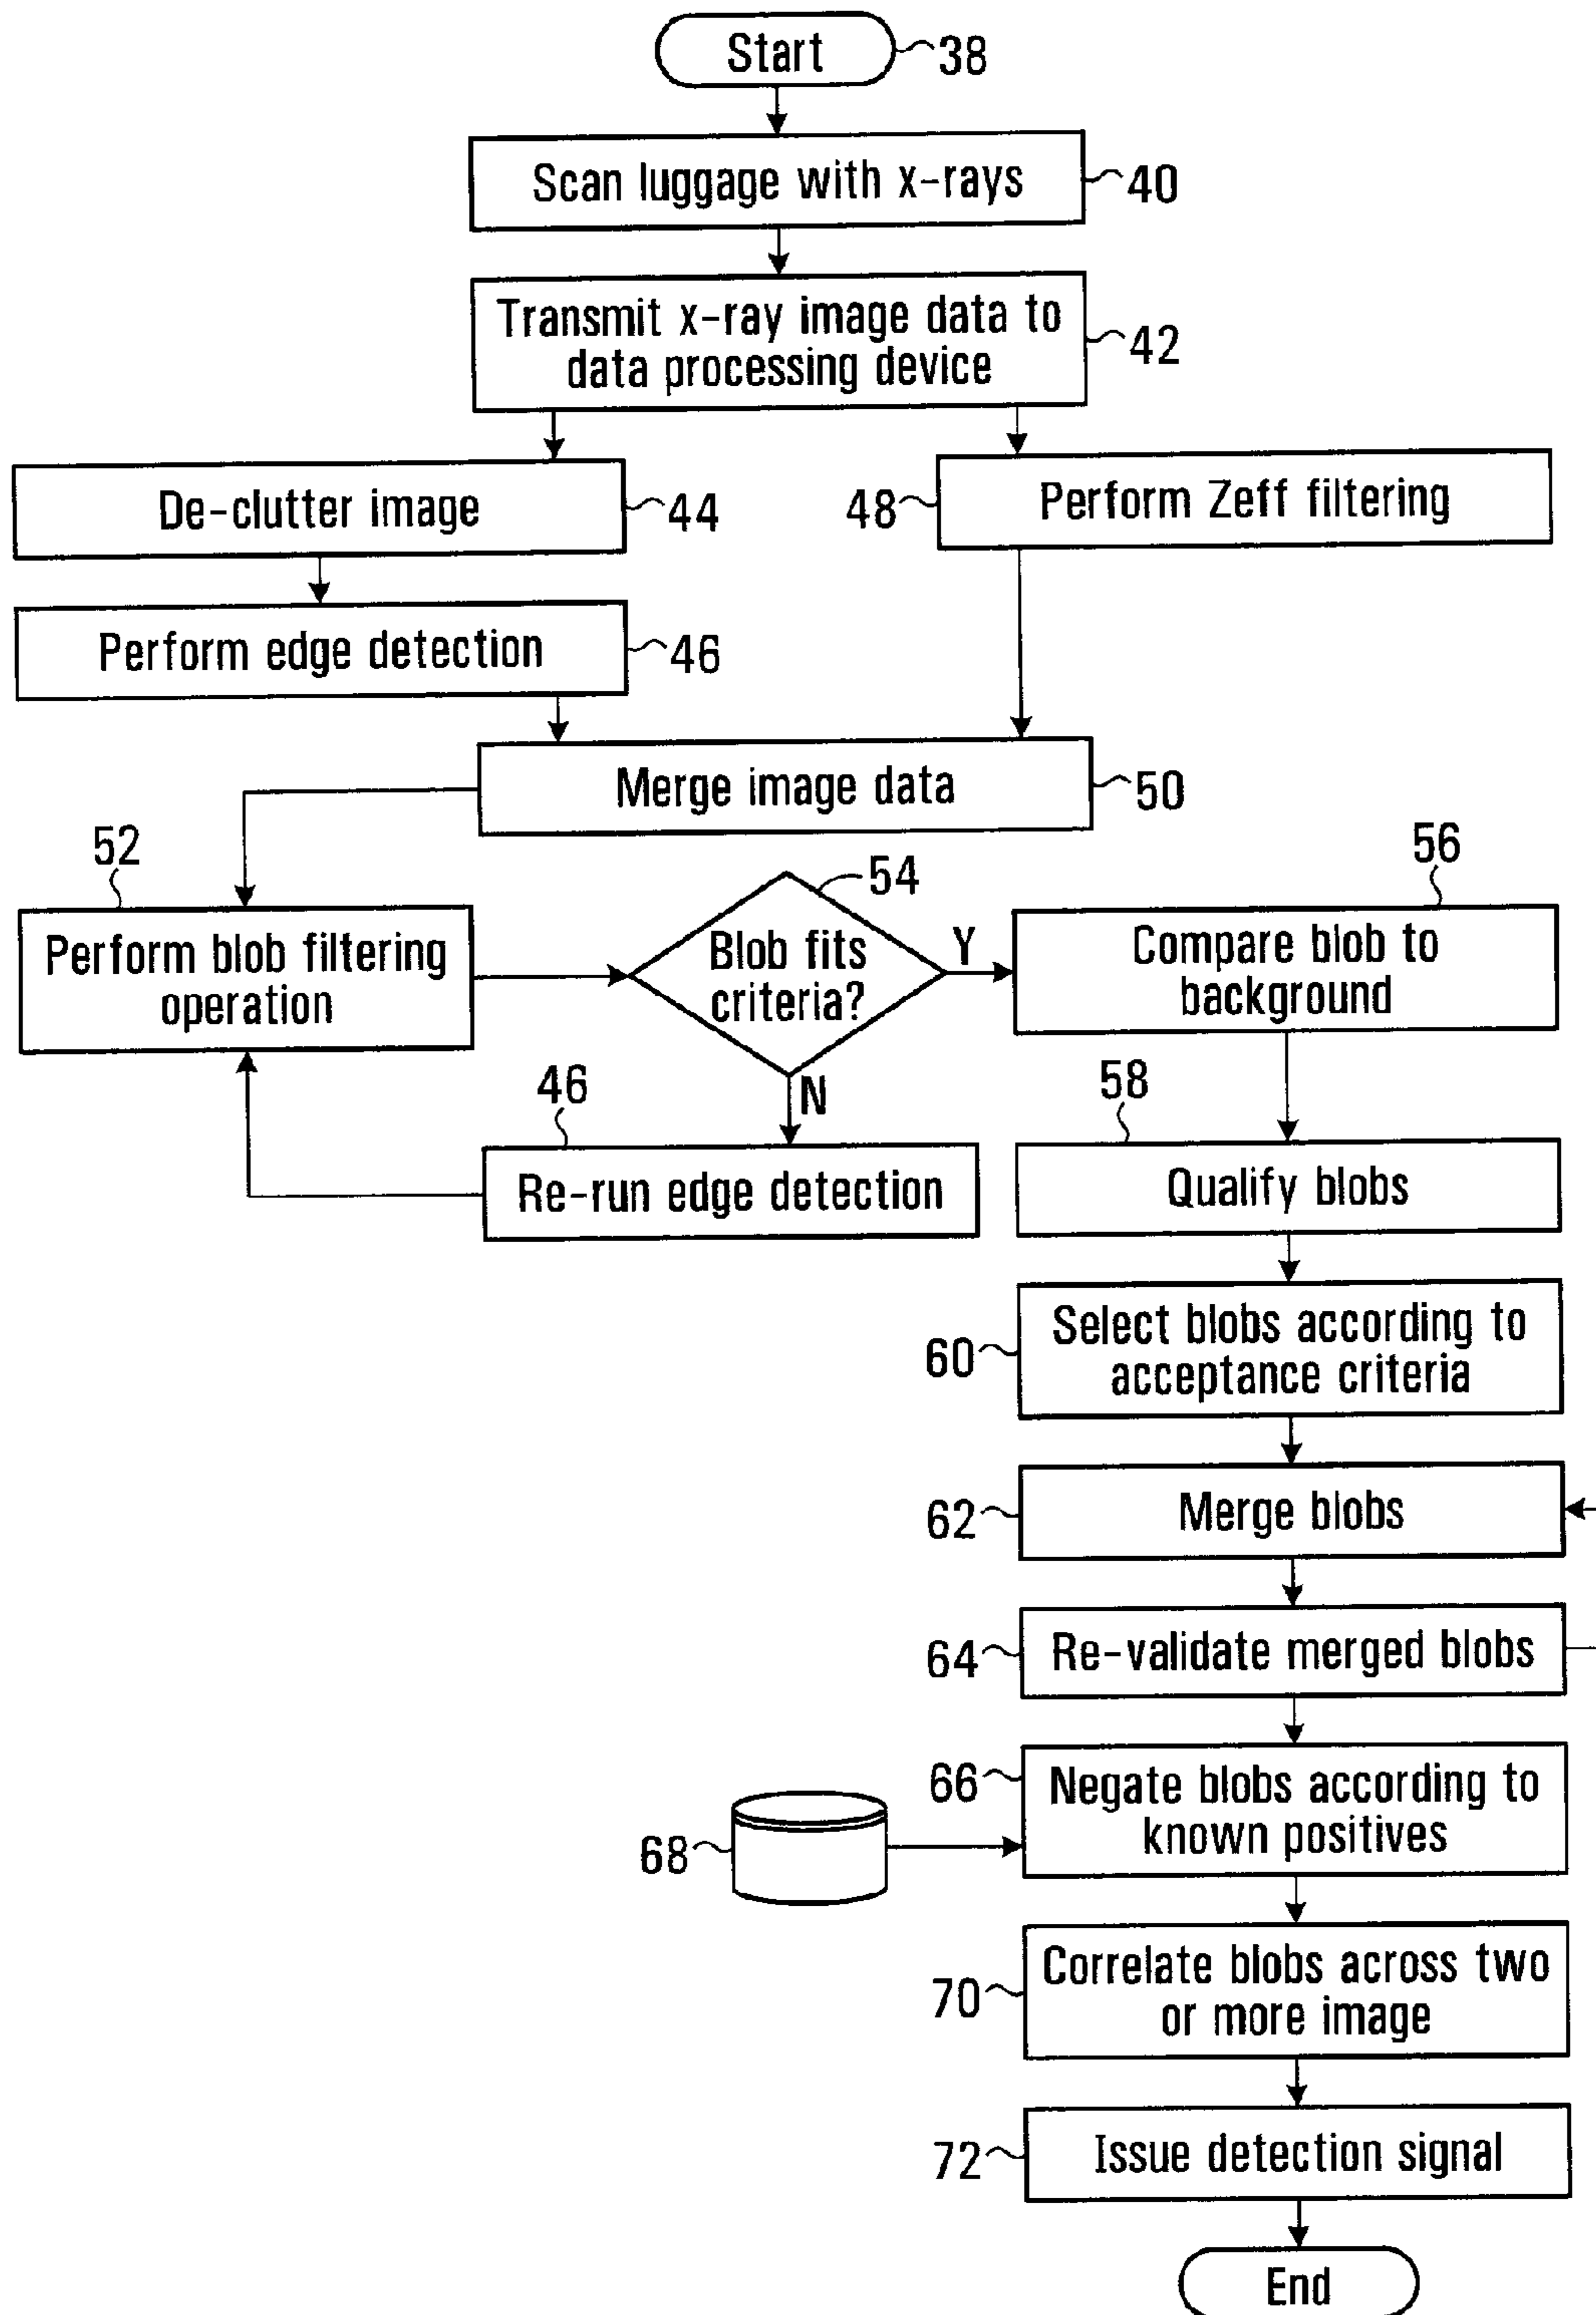 Start
38
Scan luggage with x-rays
40
Transmit x-ray image data to
data processing device
42
De-clutter image
44
48
Perform Zeff filtering
Perform edge detection
46
Merge image data
50
52
Perform blob filtering
operation
54
Blob fits
criteria?
Y
N
56
Compare blob to
background
46
Re-run edge detection
58
Qualify blobs
60
Select blobs according to
acceptance criteria
62
Merge blobs
64
Re-validate merged blobs
66
Negate blobs according to
known positives
68
70
Correlate blobs across two
or more image
72
Issue detection signal
End